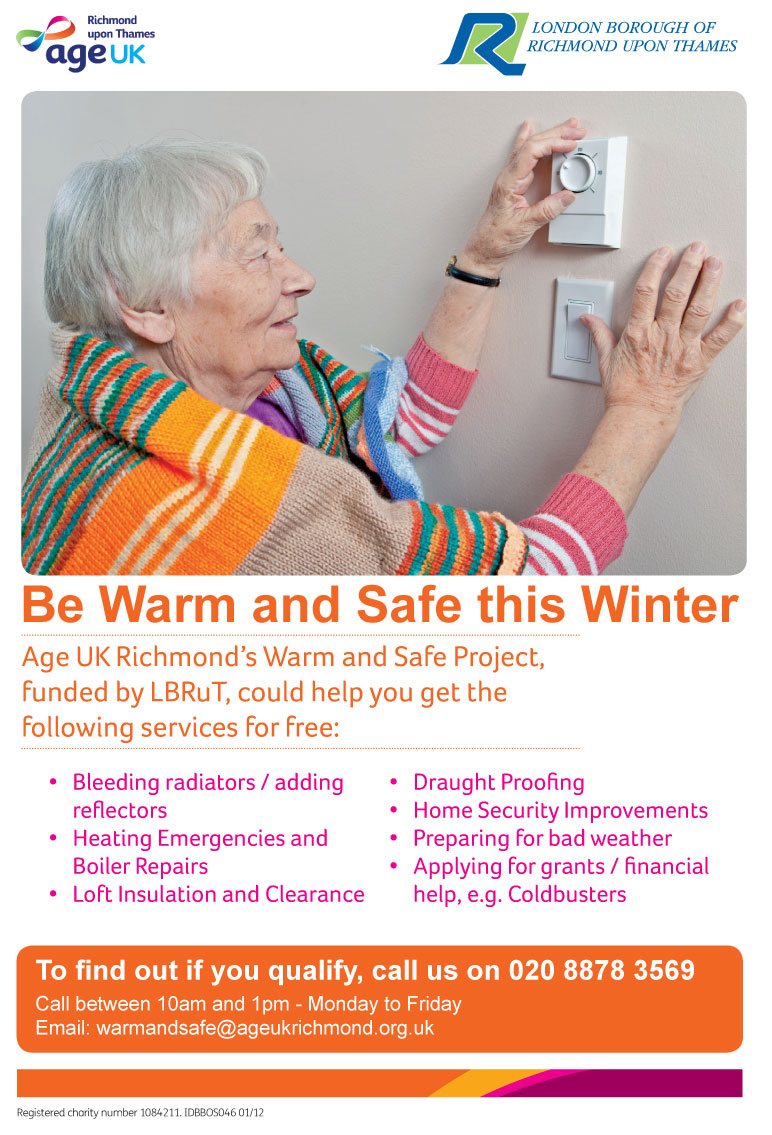 Richmond
upon Thames
age UK
LONDON BOROUGH OF
RICHMOND UPON THAMES
Be Warm and Safe this Winter
Age UK Richmond’s Warm and Safe Project,
funded by LBRuT, could help you get the
following services for free:
• Bleeding radiators / adding
reflectors
• Heating Emergencies and
Boiler Repairs
• Loft Insulation and Clearance
• Draught Proofing
• Home Security Improvements
• Preparing for bad weather
• Applying for grants / financial
help, e.g. Coldbusters
To find out if you qualify, call us on 020 8878 3569
Call between 10am and 1pm - Monday to Friday
Email: warmandsafe@ageukrichmond.org.uk
Registered charity number 1084211. IDBBOS046 01/12